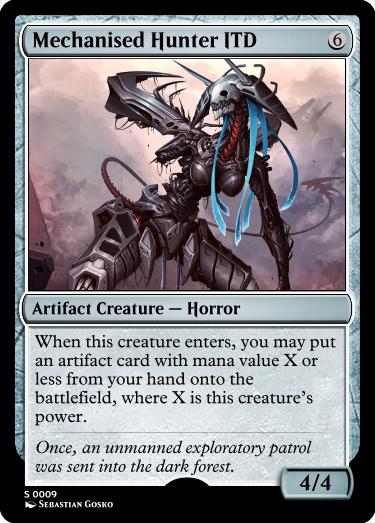 Mechanised Hunter ITD 6
Artifact Creature — Horror
When this creature enters, you may put
an artifact card with mana value X or
less from your hand onto the
battlefield, where X is this creature's
power.
Once, an unmanned exploratory patrol
was sent into the dark forest.
4/4
S 0009
Sebastian Gosko